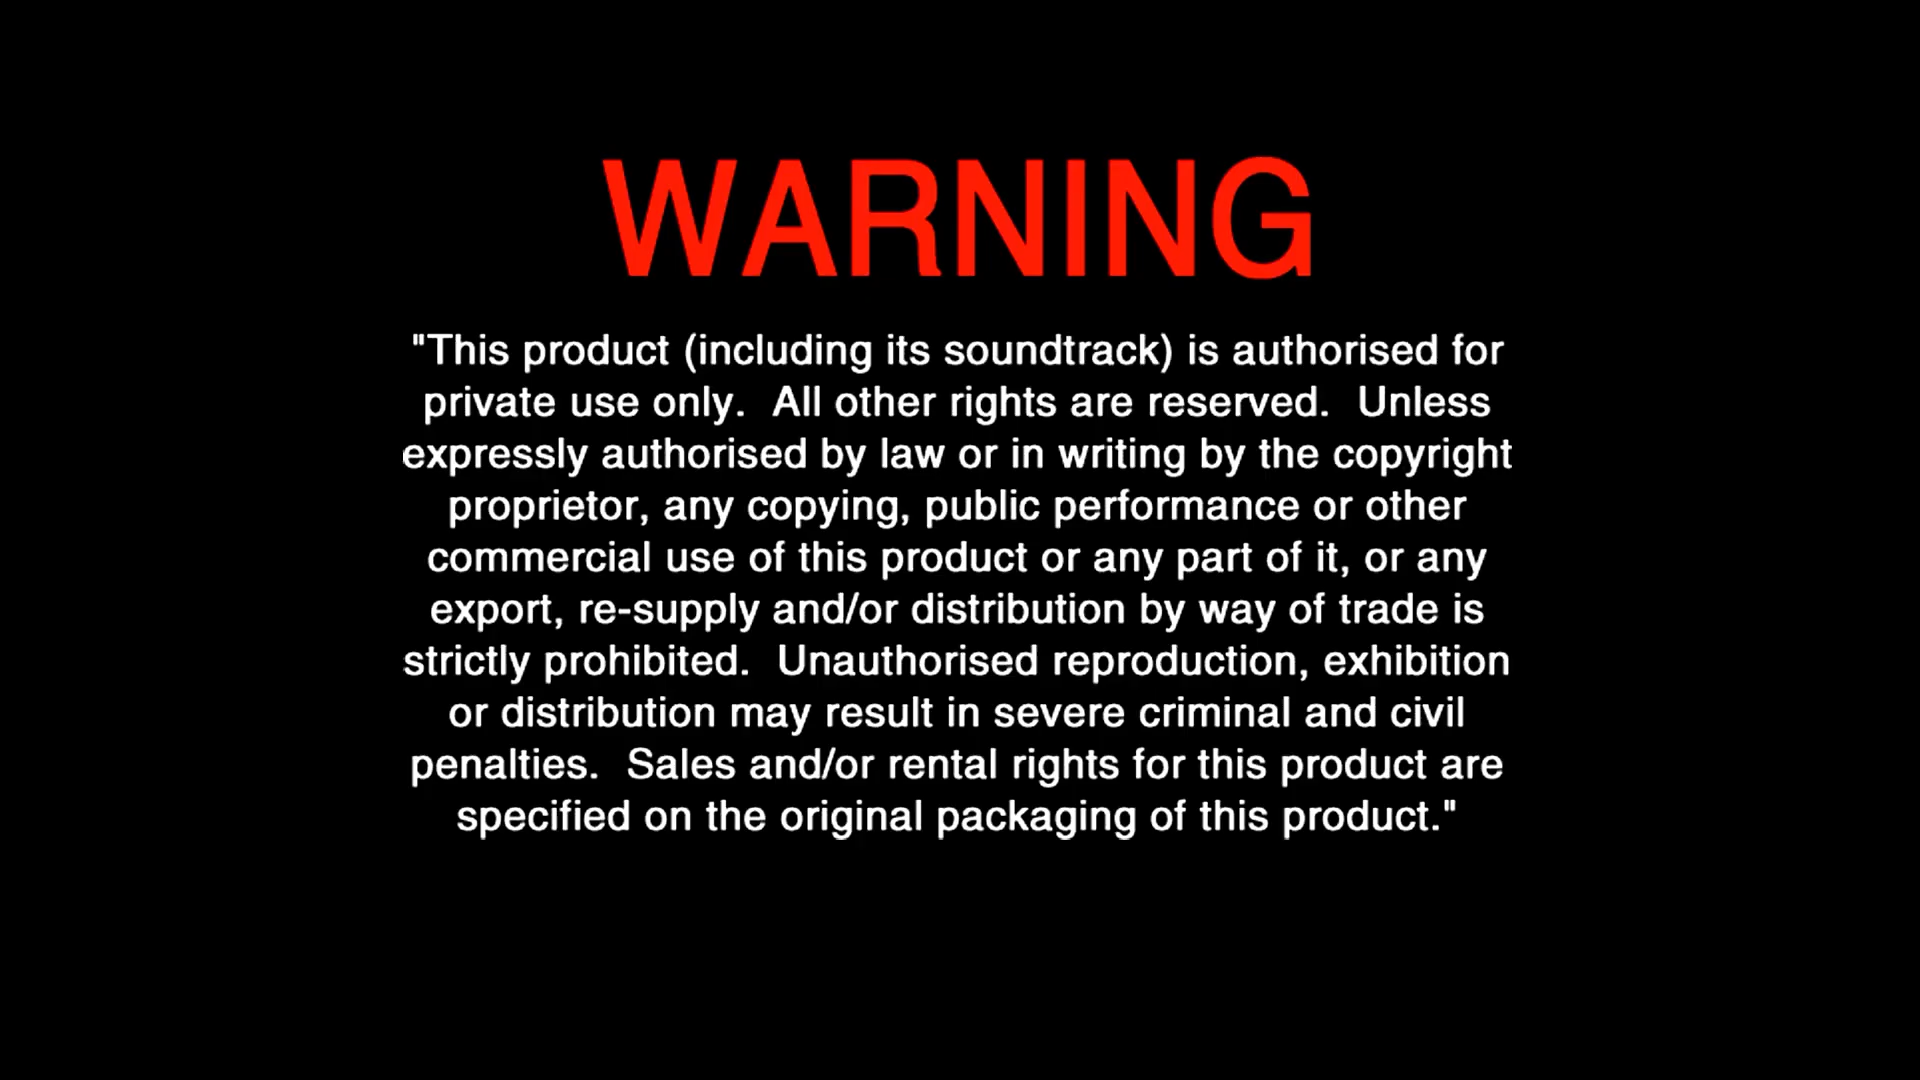 WARNING
"This product (including its soundtrack) is authorised for
private use only.  All other rights are reserved.  Unless
expressly authorised by law or in writing by the copyright
proprietor, any copying, public performance or other
commercial use of this product or any part of it, or any
export, re-supply and/or distribution by way of trade is
strictly prohibited.  Unauthorised reproduction, exhibition
or distribution may result in severe criminal and civil
penalties.  Sales and/or rental rights for this product are
specified on the original packaging of this product."